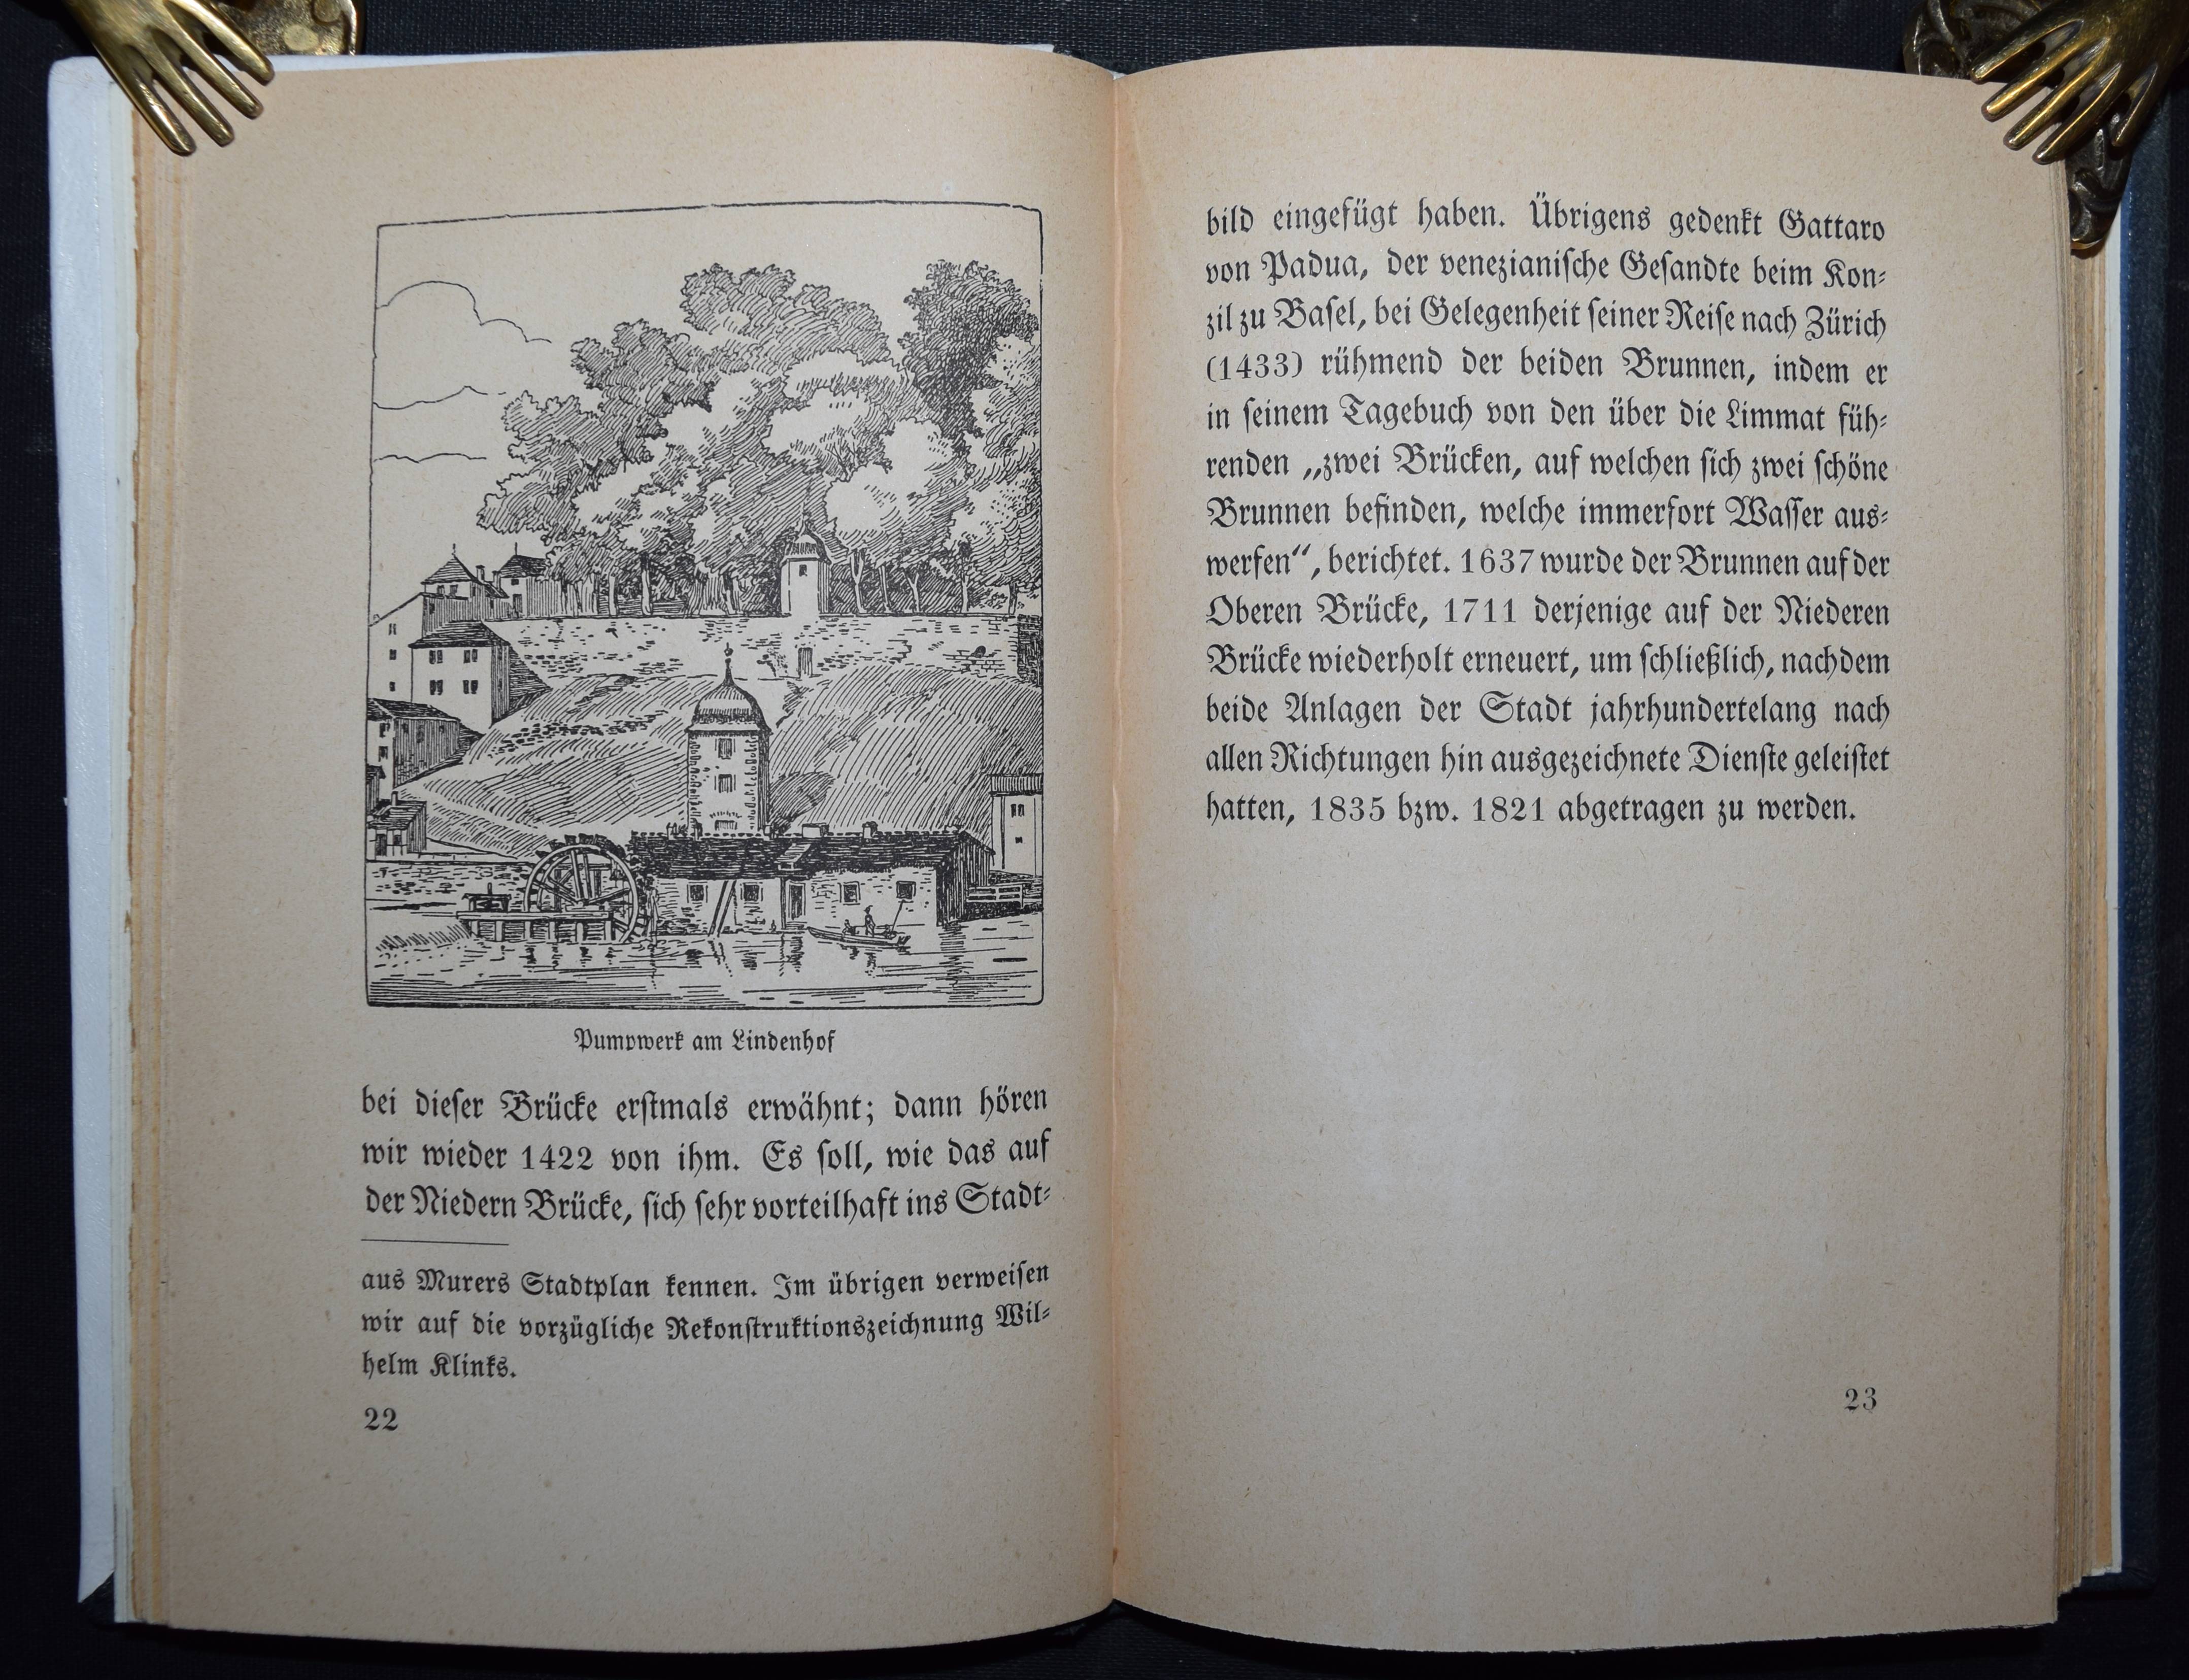 Pumpwerk am Lindenhof
bei dieſer Brücke erſtmals erwähnt; dann hören
wir wieder 1422 von ihm. Es ſoll, wie das auf
der Niedern Brücke, ſich ſehr vorteilhaft ins Stadt⸗
aus Murers Stadtplan kennen. Im übrigen verweiſen
wir auf die vorzügliche Rekonſtruktionszeichnung Wil⸗
helm Klinks.
22
bild eingefügt haben. Übrigens gedenkt Gattaro
von Padua, der venezianiſche Geſandte beim Kon⸗
zil zu Baſel, bei Gelegenheit ſeiner Reiſe nach Zürich
(1433) rühmend der beiden Brunnen, indem er
in ſeinem Tagebuch von den über die Limmat füh⸗
renden „zwei Brücken, auf welchen ſich zwei ſchöne
Brunnen befinden, welche immerfort Waſſer aus⸗
werfen“, berichtet. 1637 wurde der Brunnen auf der
Oberen Brücke, 1711 derjenige auf der Niederen
Brücke wiederholt erneuert, um ſchließlich, nachdem
beide Anlagen der Stadt jahrhundertelang nach
allen Richtungen hin ausgezeichnete Dienſte geleiſtet
hatten, 1835 bzw. 1821 abgetragen zu werden.
23